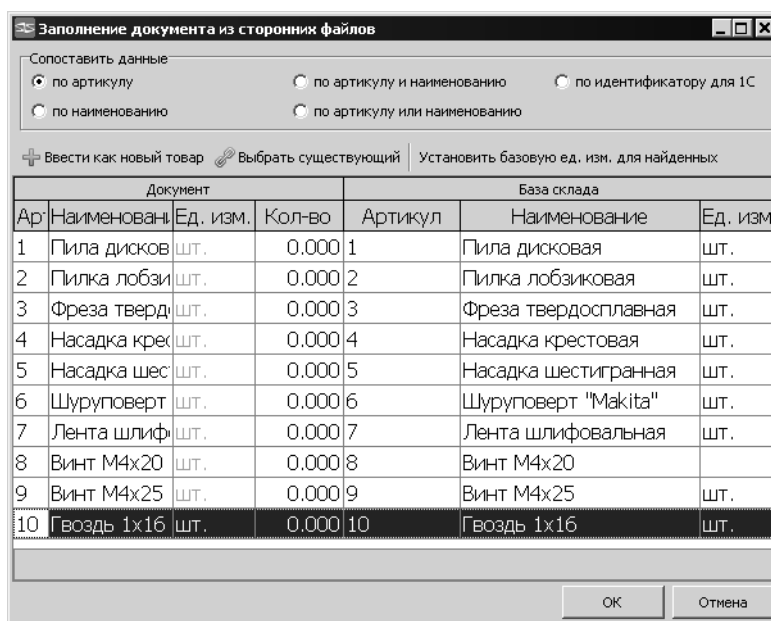 Заполнение документа из сторонних файлов
Сопоставить данные
по артикулу по артикулу и наименованию по идентификатору для 1С
по наименованию по артикулу или наименованию
Ввести как новый товар Выбрать существующий Установить базовую ед. изм. для найденных
Документ База склада
Арт Наименовани Ед. изм. Кол-во Артикул Наименование Ед. изм
1 Пила дисков шт. 0.000 1 Пила дисковая шт.
2 Пилка лобзи шт. 0.000 2 Пилка лобзиковая шт.
3 Фреза тверд шт. 0.000 3 Фреза твердосплавная шт.
4 Насадка крес шт. 0.000 4 Насадка крестовая шт.
5 Насадка шес шт. 0.000 5 Насадка шестигранная шт.
6 Шуруповерт шт. 0.000 6 Шуруповерт "Makita" шт.
7 Лента шлиф шт. 0.000 7 Лента шлифовальная шт.
8 Винт М4х20 шт. 0.000 8 Винт М4х20
9 Винт М4х25 шт. 0.000 9 Винт М4х25 шт.
10 Гвоздь 1х16 шт. 0.000 10 Гвоздь 1х16 шт.
ОК Отмена